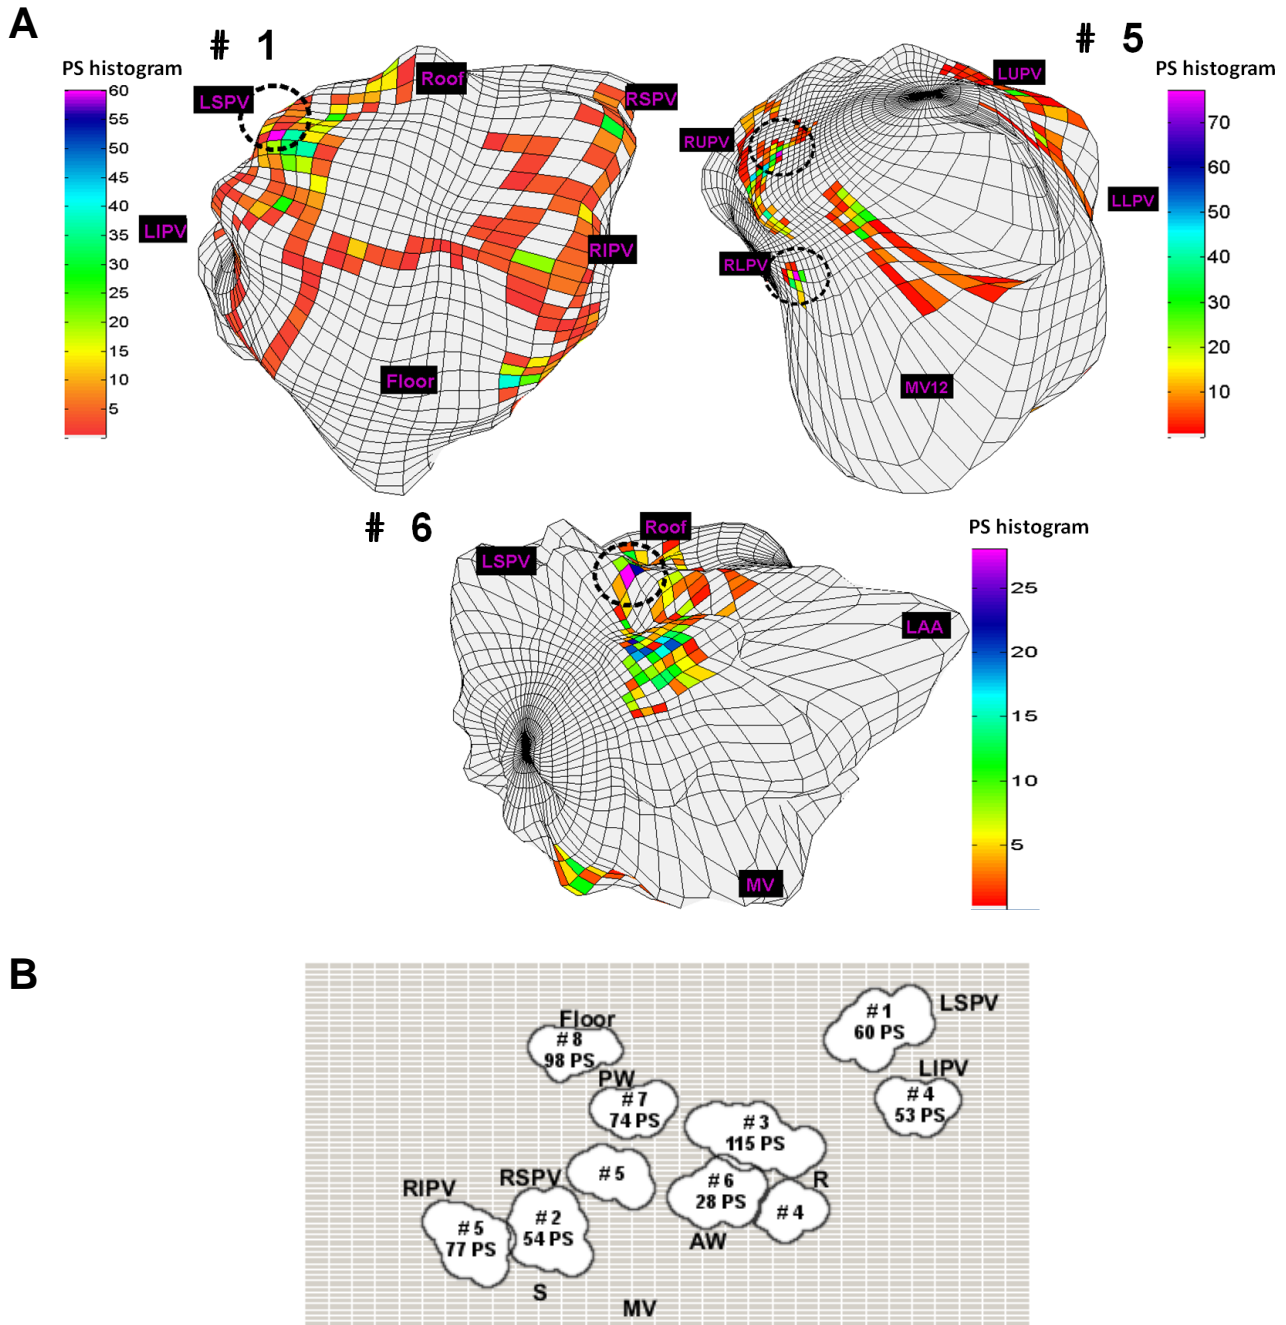 A
# 1
PS histogram
60
55
50
45
40
35
30
25
20
15
10
5
LSPV
Roof
RSPV
LIPV
RIPV
Floor
# 5
PS histogram
70
60
50
40
30
20
10
LUPV
RUPV
LLPV
RLPV
MV12
# 6
PS histogram
25
20
15
10
5
Roof
LSPV
LAA
MV
B
Floor
# 8
98 PS
PW
# 7
74 PS
# 1
60 PS
LSPV
LIPV
# 4
53 PS
# 3
115 PS
# 5
# 6
28 PS
R
# 4
AW
RIPV
RSPV
# 5
77 PS
# 2
54 PS
S
MV